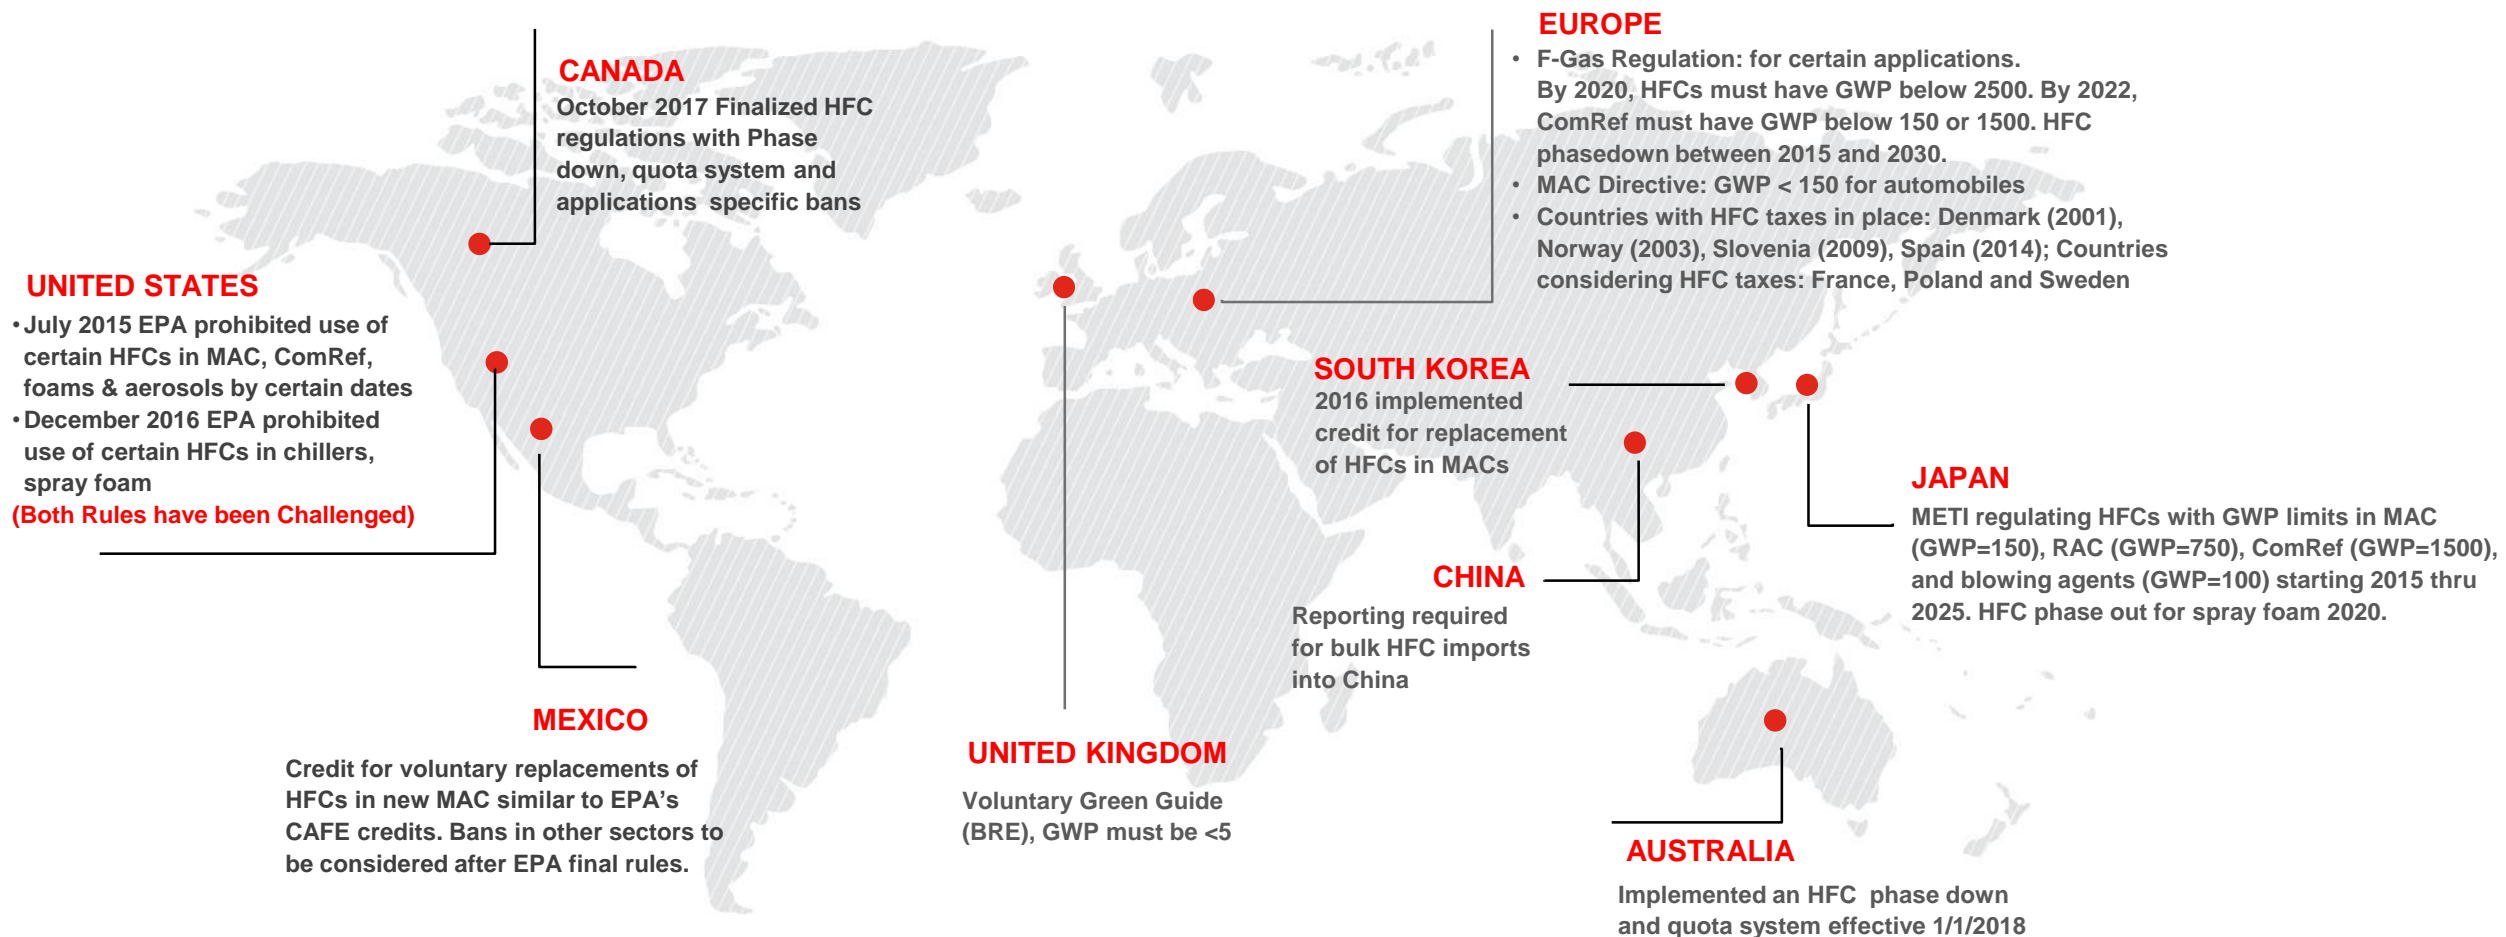 CANADA
October 2017 Finalized HFC
regulations with Phase
down, quota system and
applications specific bans
UNITED STATES
• July 2015 EPA prohibited use of
certain HFCs in MAC, ComRef,
foams & aerosols by certain dates
• December 2016 EPA prohibited
use of certain HFCs in chillers,
spray foam
(Both Rules have been Challenged)
MEXICO
Credit for voluntary replacements of
HFCs in new MAC similar to EPA’s
CAFE credits. Bans in other sectors to
be considered after EPA final rules.
EUROPE
• F-Gas Regulation: for certain applications.
By 2020, HFCs must have GWP below 2500. By 2022,
ComRef must have GWP below 150 or 1500. HFC
phasedown between 2015 and 2030.
• MAC Directive: GWP < 150 for automobiles
• Countries with HFC taxes in place: Denmark (2001),
Norway (2003), Slovenia (2009), Spain (2014); Countries
considering HFC taxes: France, Poland and Sweden
SOUTH KOREA
2016 implemented
credit for replacement
of HFCs in MACs
JAPAN
METI regulating HFCs with GWP limits in MAC
(GWP=150), RAC (GWP=750), ComRef (GWP=1500),
and blowing agents (GWP=100) starting 2015 thru
2025. HFC phase out for spray foam 2020.
CHINA
Reporting required
for bulk HFC imports
into China
UNITED KINGDOM
Voluntary Green Guide
(BRE), GWP must be <5
AUSTRALIA
Implemented an HFC phase down
and quota system effective 1/1/2018